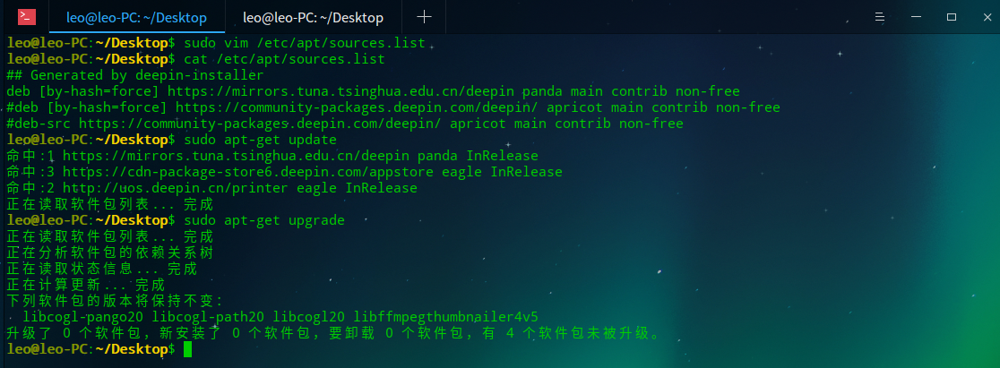 >_ leo@leo-PC: ~/Desktop leo@leo-PC: ~/Desktop
leo@leo-PC:~/Desktop$ sudo vim /etc/apt/sources.list
leo@leo-PC:~/Desktop$ cat /etc/apt/sources.list
## Generated by deepin-installer
deb [by-hash=force] https://mirrors.tuna.tsinghua.edu.cn/deepin panda main contrib non-free
#deb [by-hash=force] https://community-packages.deepin.com/deepin/ apricot main contrib non-free
#deb-src https://community-packages.deepin.com/deepin/ apricot main contrib non-free
leo@leo-PC:~/Desktop$ sudo apt-get update
命中:1 https://mirrors.tuna.tsinghua.edu.cn/deepin panda InRelease
命中:3 https://cdn-package-store6.deepin.com/appstore eagle InRelease
命中:2 http://uos.deepin.cn/printer eagle InRelease
正在读取软件包列表... 完成
leo@leo-PC:~/Desktop$ sudo apt-get upgrade
正在读取软件包列表... 完成
正在分析软件包的依赖关系树
正在读取状态信息... 完成
正在计算更新... 完成
下列软件包的版本将保持不变：
libcogl-pango20 libcogl-path20 libcogl20 libffmpegthumbnailer4v5
升级了 0 个软件包，新安装了 0 个软件包，要卸载 0 个软件包，有 4 个软件包未被升级。
leo@leo-PC:~/Desktop$